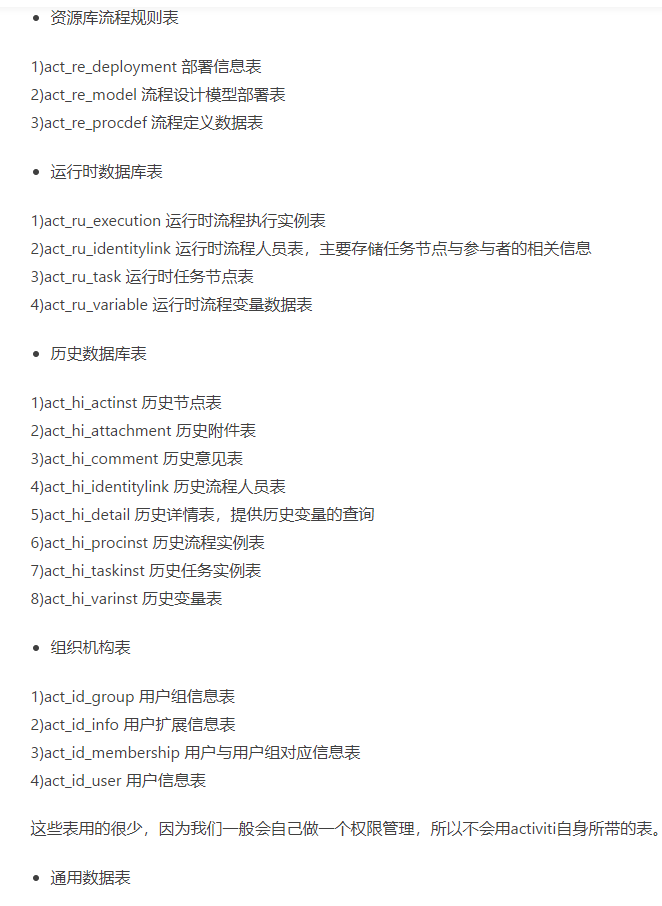 资源库流程规则表
1)act_re_deployment 部署信息表
2)act_re_model 流程设计模型部署表
3)act_re_procdef 流程定义数据表
运行时数据库表
1)act_ru_execution 运行时流程执行实例表
2)act_ru_identitylink 运行时流程人员表，主要存储任务节点与参与者的相关信息
3)act_ru_task 运行时任务节点表
4)act_ru_variable 运行时流程变量数据表
历史数据库表
1)act_hi_actinst 历史节点表
2)act_hi_attachment 历史附件表
3)act_hi_comment 历史意见表
4)act_hi_identitylink 历史流程人员表
5)act_hi_detail 历史详情表，提供历史变量的查询
6)act_hi_procinst 历史流程实例表
7)act_hi_taskinst 历史任务实例表
8)act_hi_varinst 历史变量表
组织机构表
1)act_id_group 用户组信息表
2)act_id_info 用户扩展信息表
3)act_id_membership 用户与用户组对应信息表
4)act_id_user 用户信息表
这些表用的很少，因为我们一般会自己做一个权限管理，所以不会用activiti自身所带的表。
通用数据表